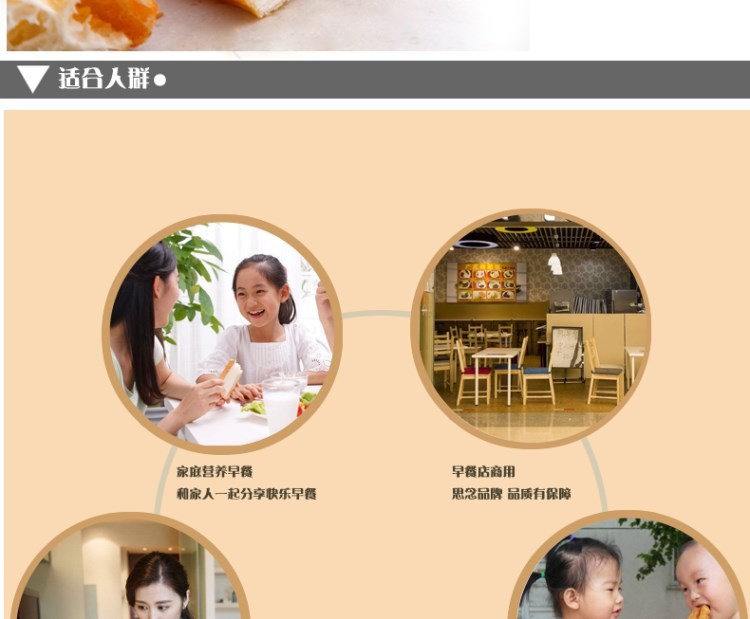 适合人群
家庭营养早餐
和家人一起分享快乐早餐
早餐店商用
思念品牌 品质有保障